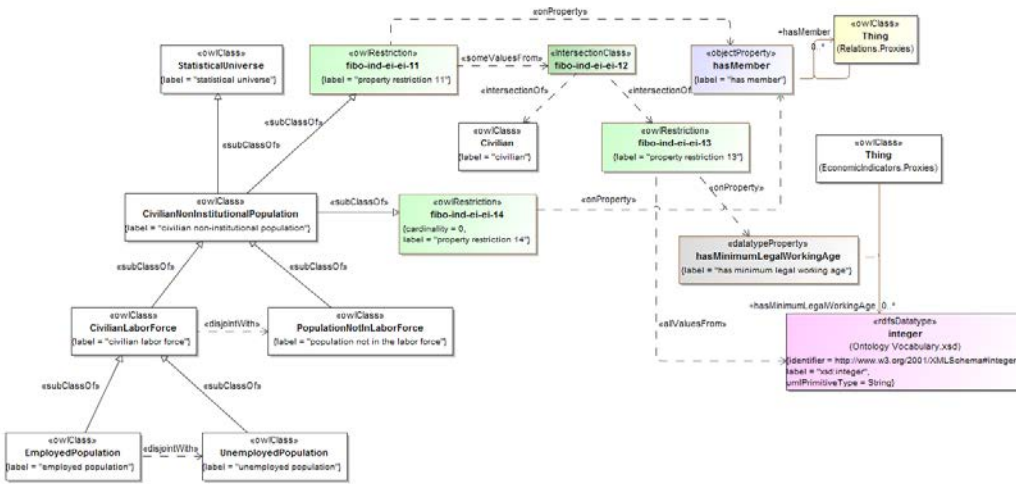 «onProperty»
«owlClass»
StatisticalUniverse
{label = "statistical universe"}
«owlRestriction»
fibo-ind-ei-ei-11
{label = "property restriction 11"}
«someValuesFrom»
«intersectionClass»
fibo-ind-ei-ei-12
«objectProperty»
hasMember
{label = "has member"}
+hasMember
0..*
«owlClass»
Thing
(Relations.Proxies)
«intersectionOf»
«intersectionOf»
«subClassOf»
«subClassOf»
«owlClass»
Civilian
{label = "civilian"}
«owlRestriction»
fibo-ind-ei-ei-13
{label = "property restriction 13"}
«owlClass»
Thing
(EconomicIndicators.Proxies)
«onProperty»
«owlClass»
CivilianNonInstitutionalPopulation
{label = "civilian non-institutional population"}
«subClassOf»
«owlRestriction»
fibo-ind-ei-ei-14
{cardinality = 0,
label = "property restriction 14"}
«onProperty»
«datatypeProperty»
hasMinimumLegalWorkingAge
{label = "has minimum legal working age"}
«subClassOf»
«subClassOf»
+hasMinimumLegalWorkingAge 0..*
«owlClass»
CivilianLaborForce
{label = "civilian labor force"}
«disjointWith»
«owlClass»
PopulationNotInLaborForce
{label = "population not in the labor force"}
«allValuesFrom»
«rdfsDatatype»
integer
(Ontology Vocabulary.xsd)
{identifier = http://www.w3.org/2001/XMLSchema#integer
label = "xsd:integer",
umlPrimitiveType = String}
«subClassOf»
«subClassOf»
«owlClass»
EmployedPopulation
{label = "employed population"}
«disjointWith»
«owlClass»
UnemployedPopulation
{label = "unemployed population"}